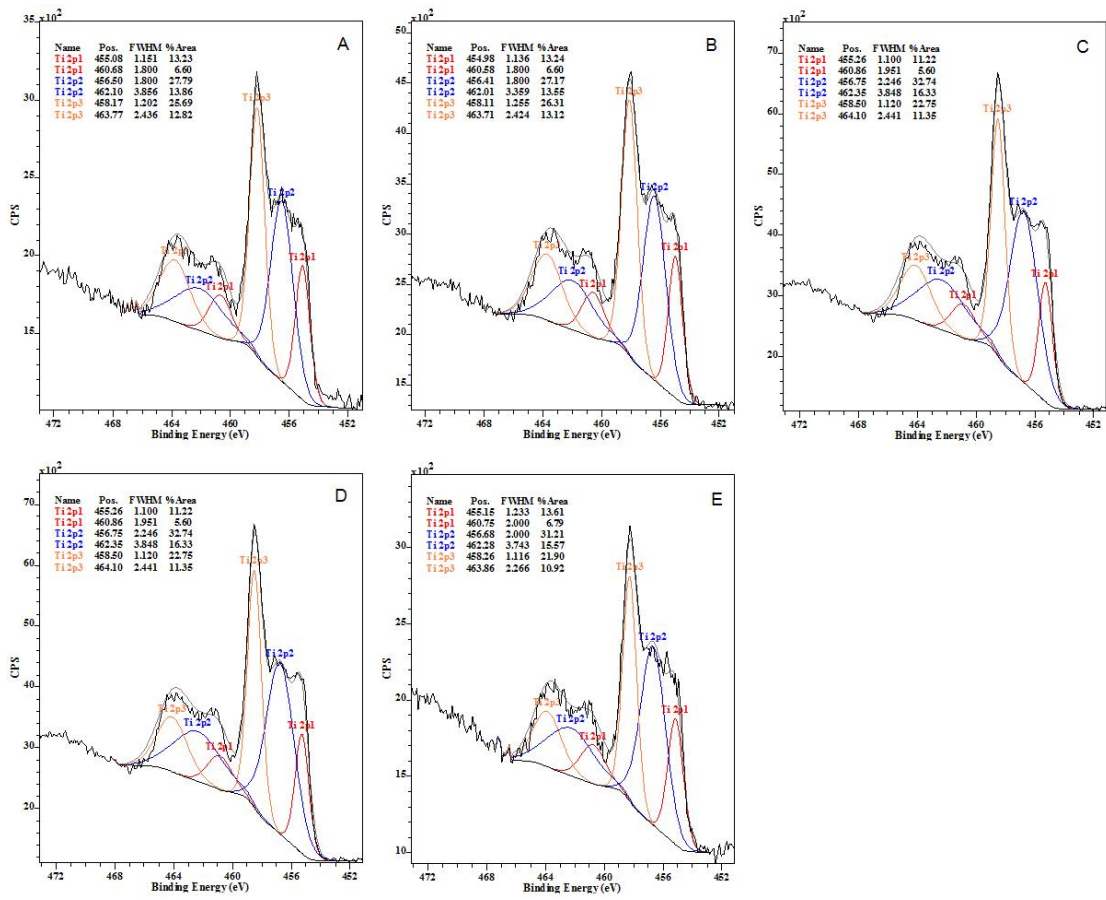 x10^2
A
Name Pos. FWHM %Area
Ti 2p1 455.08 1.151 13.23
Ti 2p1 460.68 1.800 6.60
Ti 2p2 456.50 1.800 27.79
Ti 2p2 462.10 3.856 13.86
Ti 2p3 458.17 1.202 25.69
Ti 2p3 463.77 2.436 12.82
Ti 2p3
Ti 2p2
Ti 2p3
Ti 2p2
Ti 2p1
Ti 2p1
35
30
25
20
15
CPS
472 468 464 460 456 452
Binding Energy (eV)
x10^2
B
Name Pos. FWHM %Area
Ti 2p1 454.98 1.136 13.24
Ti 2p1 460.58 1.800 6.60
Ti 2p2 456.41 1.800 27.17
Ti 2p2 462.01 3.359 13.55
Ti 2p3 458.11 1.255 26.31
Ti 2p3 463.71 2.424 13.12
Ti 2p3
Ti 2p2
Ti 2p3
Ti 2p2
Ti 2p1
Ti 2p1
50
45
40
35
30
25
20
15
CPS
472 468 464 460 456 452
Binding Energy (eV)
x10^2
C
Name Pos. FWHM %Area
Ti 2p1 455.26 1.100 11.22
Ti 2p1 460.86 1.951 5.60
Ti 2p2 456.75 2.246 32.74
Ti 2p2 462.35 3.848 16.33
Ti 2p3 458.50 1.120 22.75
Ti 2p3 464.10 2.441 11.35
Ti 2p3
Ti 2p2
Ti 2p3
Ti 2p2
Ti 2p1
Ti 2p1
70
60
50
40
30
20
CPS
472 468 464 460 456 452
Binding Energy (eV)
x10^2
D
Name Pos. FWHM %Area
Ti 2p1 455.26 1.100 11.22
Ti 2p1 460.86 1.951 5.60
Ti 2p2 456.75 2.246 32.74
Ti 2p2 462.35 3.848 16.33
Ti 2p3 458.50 1.120 22.75
Ti 2p3 464.10 2.441 11.35
Ti 2p3
Ti 2p2
Ti 2p3
Ti 2p2
Ti 2p1
Ti 2p1
70
60
50
40
30
20
CPS
472 468 464 460 456 452
Binding Energy (eV)
x10^2
E
Name Pos. FWHM %Area
Ti 2p1 455.15 1.233 13.61
Ti 2p1 460.75 2.000 6.79
Ti 2p2 456.68 2.000 31.21
Ti 2p2 462.28 3.743 15.57
Ti 2p3 458.26 1.116 21.90
Ti 2p3 463.86 2.266 10.92
Ti 2p3
Ti 2p2
Ti 2p3
Ti 2p2
Ti 2p1
Ti 2p1
30
25
20
15
10
CPS
472 468 464 460 456 452
Binding Energy (eV)